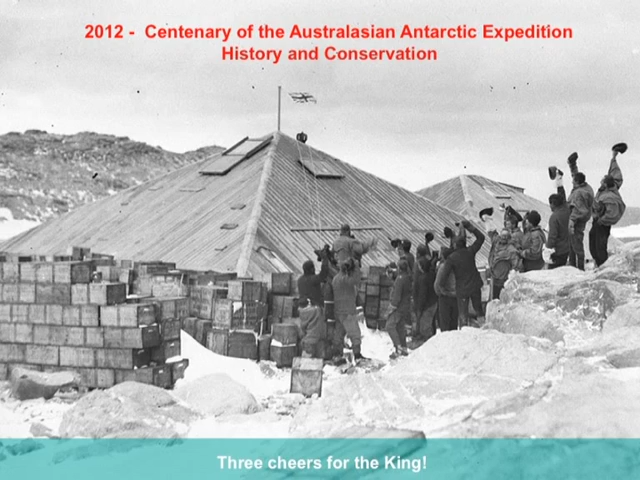 2012 - Centenary of the Australasian Antarctic Expedition
History and Conservation
Three cheers for the King!